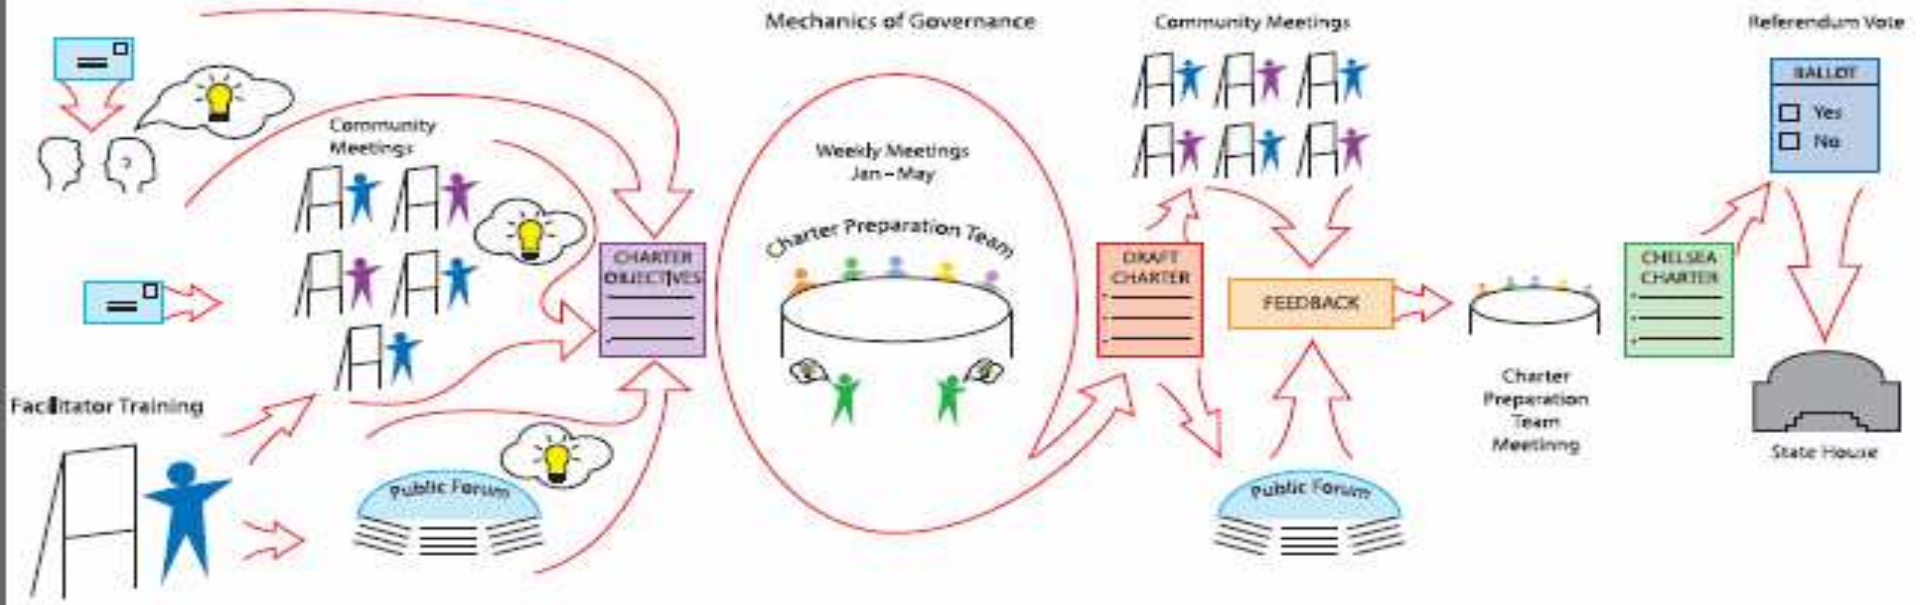 Mechanics of Governance
Community Meetings
Referendum Vote
BALLOT
Yes
No
Community
Meetings
Weekly Meetings
Jan – May
Charter Preparation Team
CHARTER
OBJECTIVES
DRAFT
CHARTER
FEEDBACK
CHELSEA
CHARTER
Charter
Preparation
Team
Meetinng
State House
Facilitator Training
Public Forum
Public Forum